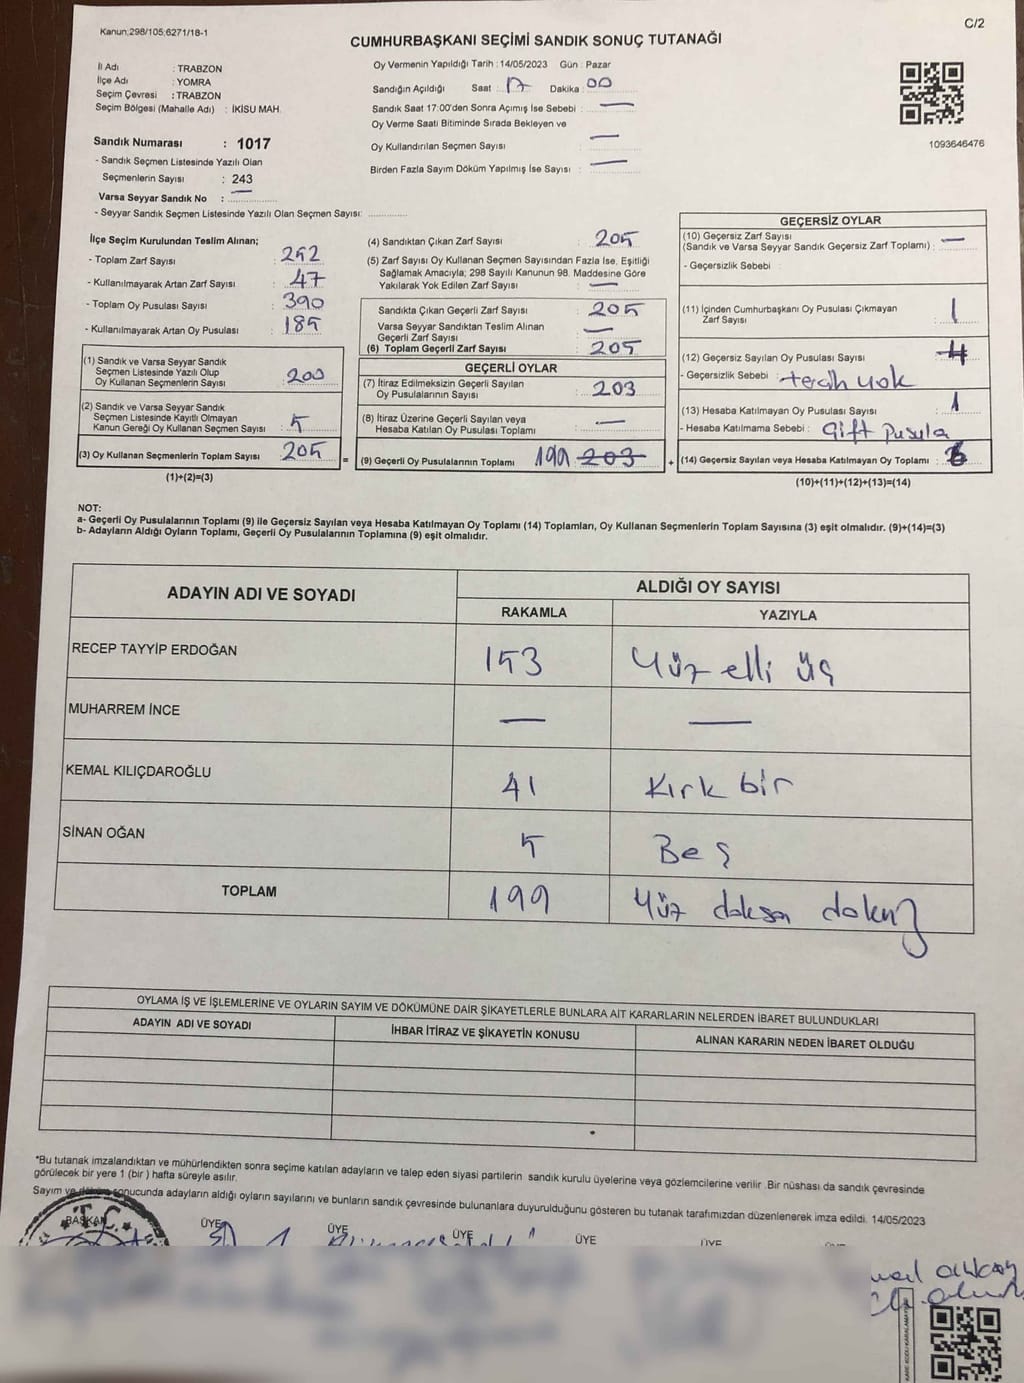 Kanun;298/105;6271/18-1
C/2
CUMHURBAŞKANI SEÇİMİ SANDIK SONUÇ TUTANAĞI
İl Adı : TRABZON
İlçe Adı : YOMRA
Seçim Çevresi : TRABZON
Seçim Bölgesi (Mahalle Adı) : İKİSU MAH.
Oy Vermenin Yapıldığı Tarih : 14/05/2023 Gün : Pazar
Sandığın Açıldığı Saat : 17 Dakika : 00
Sandık Saat 17:00'den Sonra Açımış İse Sebebi : —
Oy Verme Saati Bitiminde Sırada Bekleyen ve
Oy Kullandırılan Seçmen Sayısı : —
Birden Fazla Sayım Döküm Yapılmış İse Sayısı : —
1093646476
Sandık Numarası : 1017
- Sandık Seçmen Listesinde Yazılı Olan
Seçmenlerin Sayısı : 243
Varsa Seyyar Sandık No : —
- Seyyar Sandık Seçmen Listesinde Yazılı Olan Seçmen Sayısı:
İlçe Seçim Kurulundan Teslim Alınan;
- Toplam Zarf Sayısı : 252
- Kullanılmayarak Artan Zarf Sayısı : 47
- Toplam Oy Pusulası Sayısı : 390
- Kullanılmayarak Artan Oy Pusulası : 185
(1) Sandık ve Varsa Seyyar Sandık
Seçmen Listesinde Yazılı Olup
Oy Kullanan Seçmenlerin Sayısı : 200
(2) Sandık ve Varsa Seyyar Sandık
Seçmen Listesinde Kayıtlı Olmayan
Kanun Gereği Oy Kullanan Seçmen Sayısı : 5
(3) Oy Kullanan Seçmenlerin Toplam Sayısı : 205
(1)+(2)=(3)
(4) Sandıktan Çıkan Zarf Sayısı : 205
(5) Zarf Sayısı Oy Kullanan Seçmen Sayısından Fazla İse, Eşitliği
Sağlamak Amacıyla; 298 Sayılı Kanunun 98. Maddesine Göre
Yakılarak Yok Edilen Zarf Sayısı : —
Sandıkta Çıkan Geçerli Zarf Sayısı : 205
Varsa Seyyar Sandıktan Teslim Alınan
Geçerli Zarf Sayısı : —
(6) Toplam Geçerli Zarf Sayısı : 205
GEÇERLİ OYLAR
(7) İtiraz Edilmeksizin Geçerli Sayılan
Oy Pusulalarının Sayısı : 203
(8) İtiraz Üzerine Geçerli Sayılan veya
Hesaba Katılan Oy Pusulası Toplamı : —
(9) Geçerli Oy Pusulalarının Toplamı : 199 203
=
+
GEÇERSİZ OYLAR
(10) Geçersiz Zarf Sayısı
(Sandık ve Varsa Seyyar Sandık Geçersiz Zarf Toplamı) : —
- Geçersizlik Sebebi :
(11) İçinden Cumhurbaşkanı Oy Pusulası Çıkmayan
Zarf Sayısı : 1
(12) Geçersiz Sayılan Oy Pusulası Sayısı : 4
- Geçersizlik Sebebi : tercih yok
(13) Hesaba Katılmayan Oy Pusulası Sayısı : 1
- Hesaba Katılmama Sebebi : Çift Pusula
(14) Geçersiz Sayılan veya Hesaba Katılmayan Oy Toplamı : 6
(10)+(11)+(12)+(13)=(14)
NOT:
a- Geçerli Oy Pusulalarının Toplamı (9) ile Geçersiz Sayılan veya Hesaba Katılmayan Oy Toplamı (14) Toplamları, Oy Kullanan Seçmenlerin Toplam Sayısına (3) eşit olmalıdır. (9)+(14)=(3)
b- Adayların Aldığı Oyların Toplamı, Geçerli Oy Pusulalarının Toplamına (9) eşit olmalıdır.
ADAYIN ADI VE SOYADI
ALDIĞI OY SAYISI
RAKAMLA YAZIYLA
RECEP TAYYİP ERDOĞAN 153 Yüz elli üç
MUHARREM İNCE — —
KEMAL KILIÇDAROĞLU 41 Kırk bir
SİNAN OĞAN 5 Beş
TOPLAM 199 Yüz doksan dokuz
OYLAMA İŞ VE İŞLEMLERİNE VE OYLARIN SAYIM VE DÖKÜMÜNE DAİR ŞİKAYETLERLE BUNLARA AİT KARARLARIN NELERDEN İBARET BULUNDUKLARI
ADAYIN ADI VE SOYADI İHBAR İTİRAZ VE ŞİKAYETİN KONUSU ALINAN KARARIN NEDEN İBARET OLDUĞU
*Bu tutanak imzalandıktan ve mühürlendikten sonra seçime katılan adayların ve talep eden siyasi partilerin sandık kurulu üyelerine veya gözlemcilerine verilir. Bir nüshası da sandık çevresinde
görülecek bir yere 1 (bir ) hafta süreyle asılır.
Sayım ve döküm sonucunda adayların aldığı oyların sayılarını ve bunların sandık çevresinde bulunanlara duyurulduğunu gösteren bu tutanak tarafımızdan düzenlenerek imza edildi. 14/05/2023
BAŞKAN ÜYE ÜYE ÜYE ÜYE ÜYE
T.C.